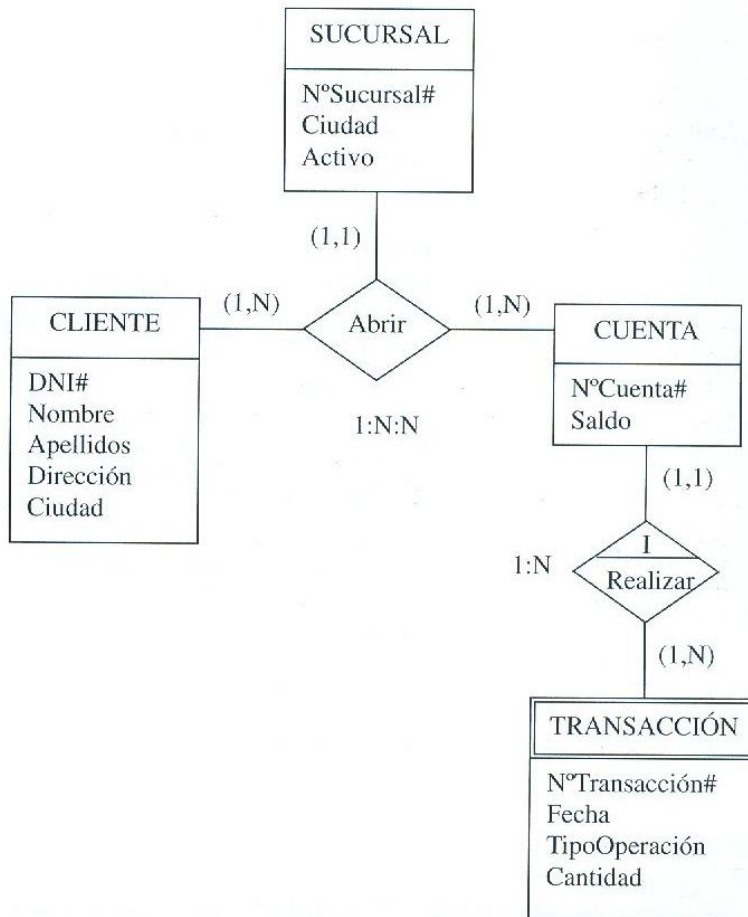 SUCURSAL
NºSucursal#
Ciudad
Activo
(1,1)
(1,N)
(1,N)
CLIENTE
Abrir
CUENTA
DNI#
Nombre
Apellidos
Dirección
Ciudad
NºCuenta#
Saldo
1:N:N
(1,1)
I
1:N
Realizar
(1,N)
TRANSACCIÓN
NºTransacción#
Fecha
TipoOperación
Cantidad